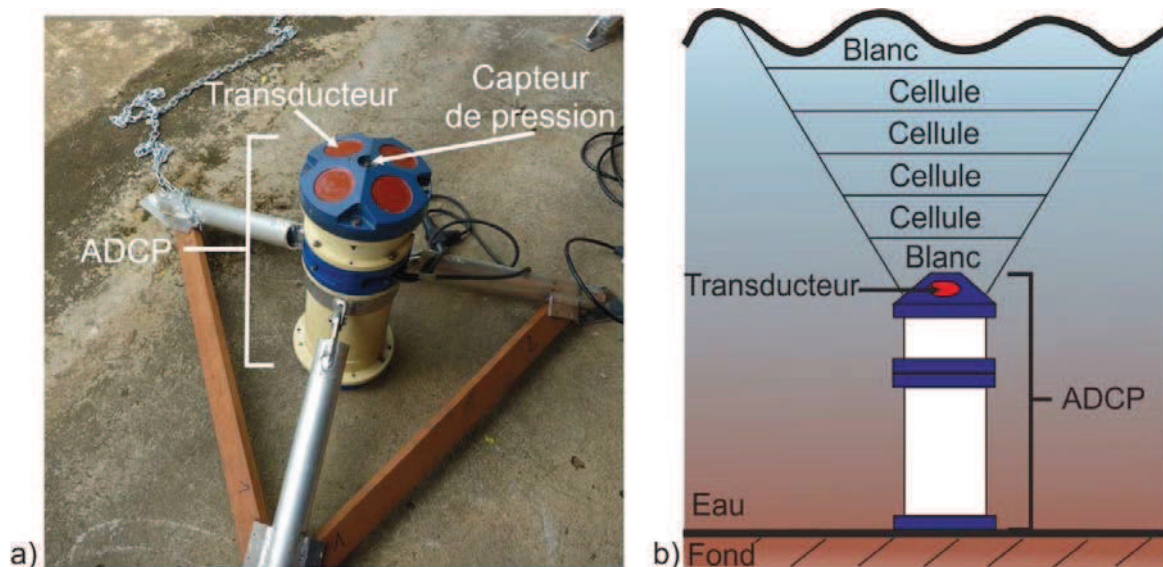 Transducteur
Capteur
de pression
ADCP
a)
Blanc
Cellule
Cellule
Cellule
Cellule
Blanc
Transducteur
ADCP
Eau
Fond
b)